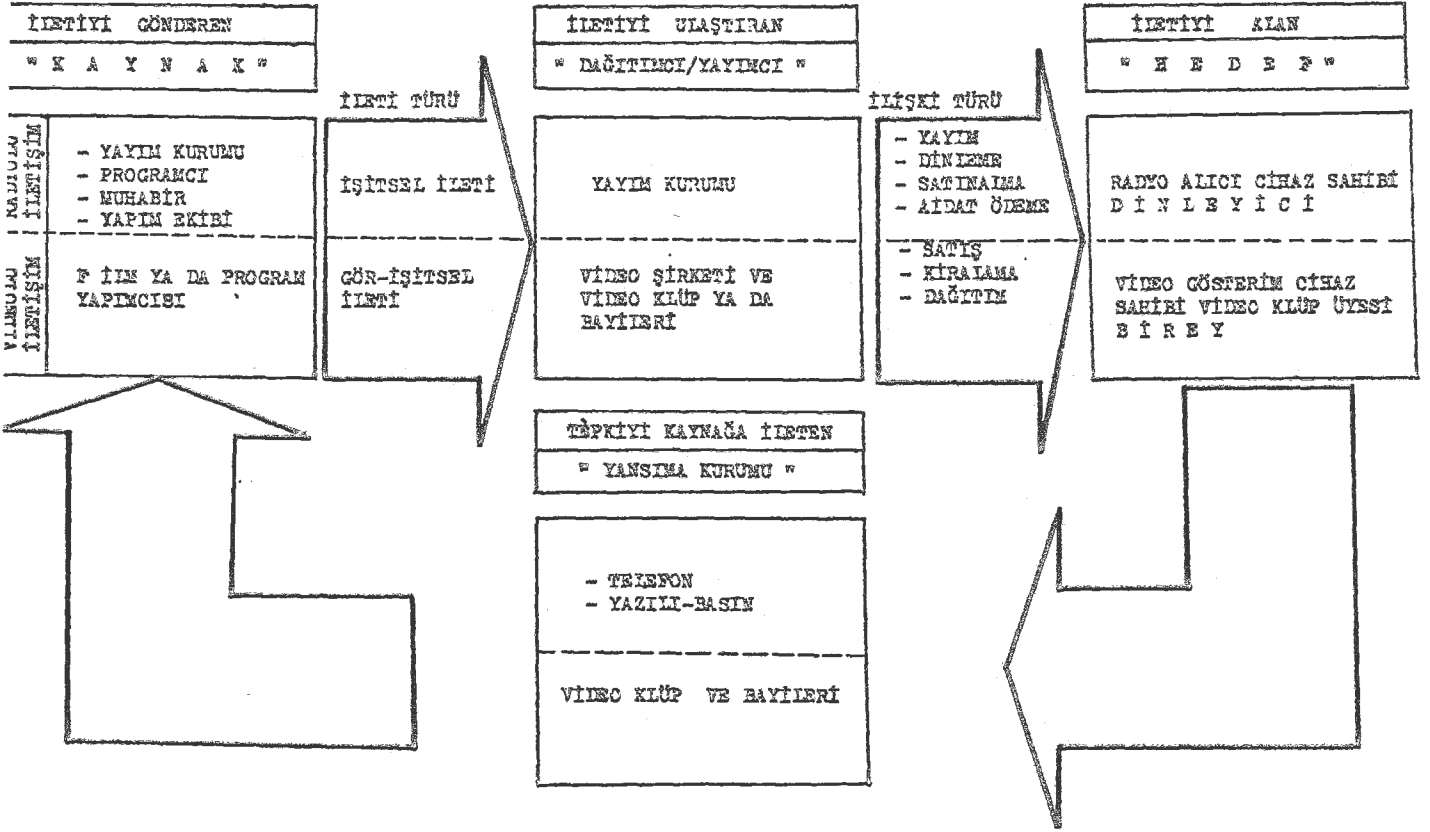 İLETİYİ GÖNDEREN
" K A Y N A K "
İLETİYİ ULAŞTIRAN
" DAĞITIMCI/YAYIMCI "
İLETİYİ ALAN
" H E D E F "
İLETİ TÜRÜ
İLİŞKİ TÜRÜ
RADYOLU
İLETİŞİM
- YAYIM KURUMU
- PROGRAMCI
- MUHABİR
- YAPIM EKİBİ
İŞİTSEL İLETİ
YAYIM KURUMU
- YAYIM
- DİNLEME
- SATINALMA
- AİDAT ÖDEME
RADYO ALICI CİHAZ SAHİBİ
D İ N L E Y İ C İ
VİDEOLU
İLETİŞİM
F İLM YA DA PROGRAM
YAPIMCISI
GÖR-İŞİTSEL
İLETİ
VİDEO ŞİRKETİ VE
VİDEO KLÜP YA DA
BAYİLERİ
- SATIŞ
- KİRALAMA
- DAĞITIM
VİDEO GÖSTERİM CİHAZ
SAHİBİ VİDEO KLÜP ÜYESİ
B İ R E Y
TEPKİYİ KAYNAĞA İLETEN
" YANSIMA KURUMU "
- TELEFON
- YAZILI-BASIN
VİDEO KLÜP VE BAYİLERİ